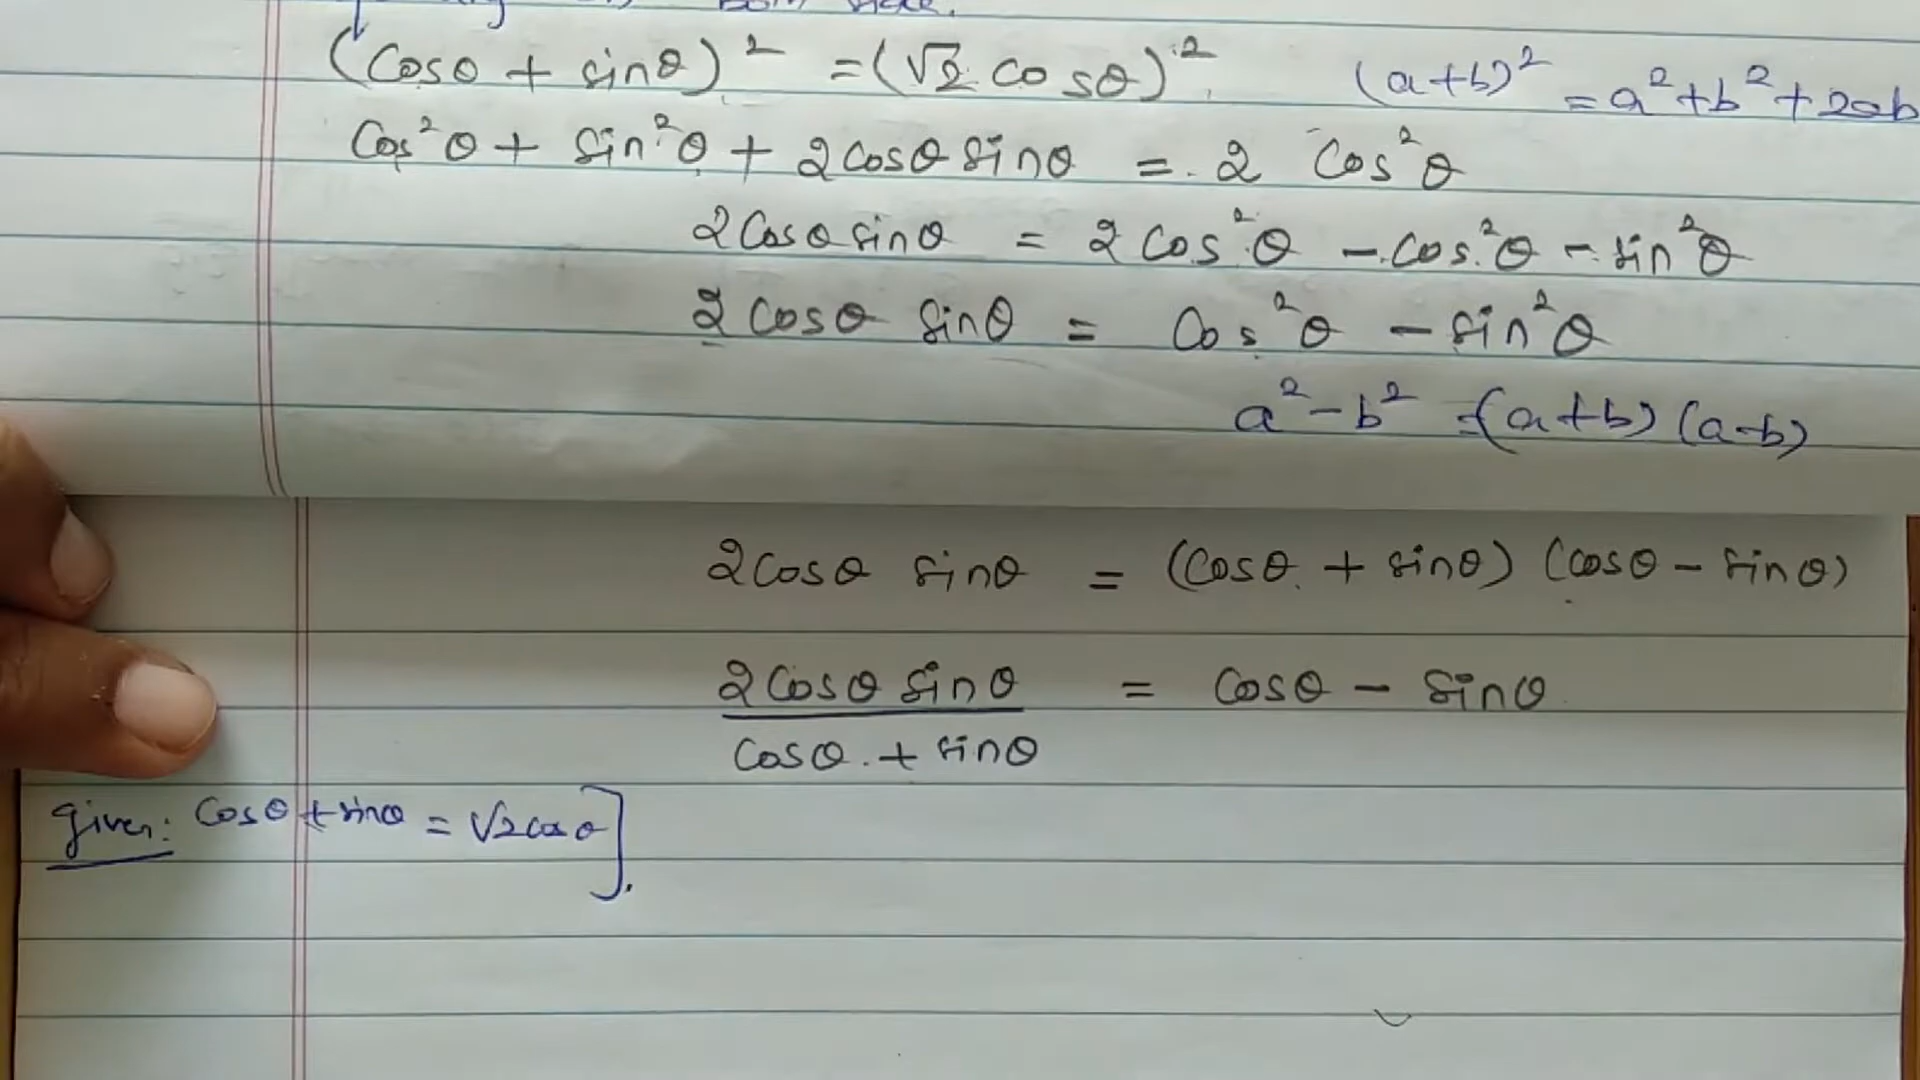 (cosθ + sinθ)² = (√2 cosθ)² (a+b)² = a²+b²+2ab
cos²θ + sin²θ + 2cosθ sinθ = 2 cos²θ
2cosθ sinθ = 2cos²θ - cos²θ - sin²θ
2 cosθ sinθ = cos²θ - sin²θ
a²-b² = (a+b) (a-b)
2cosθ sinθ = (cosθ + sinθ) (cosθ - sinθ)
2cosθ sinθ / cosθ + sinθ = cosθ - sinθ
given: cosθ + sinθ = √2cosθ].